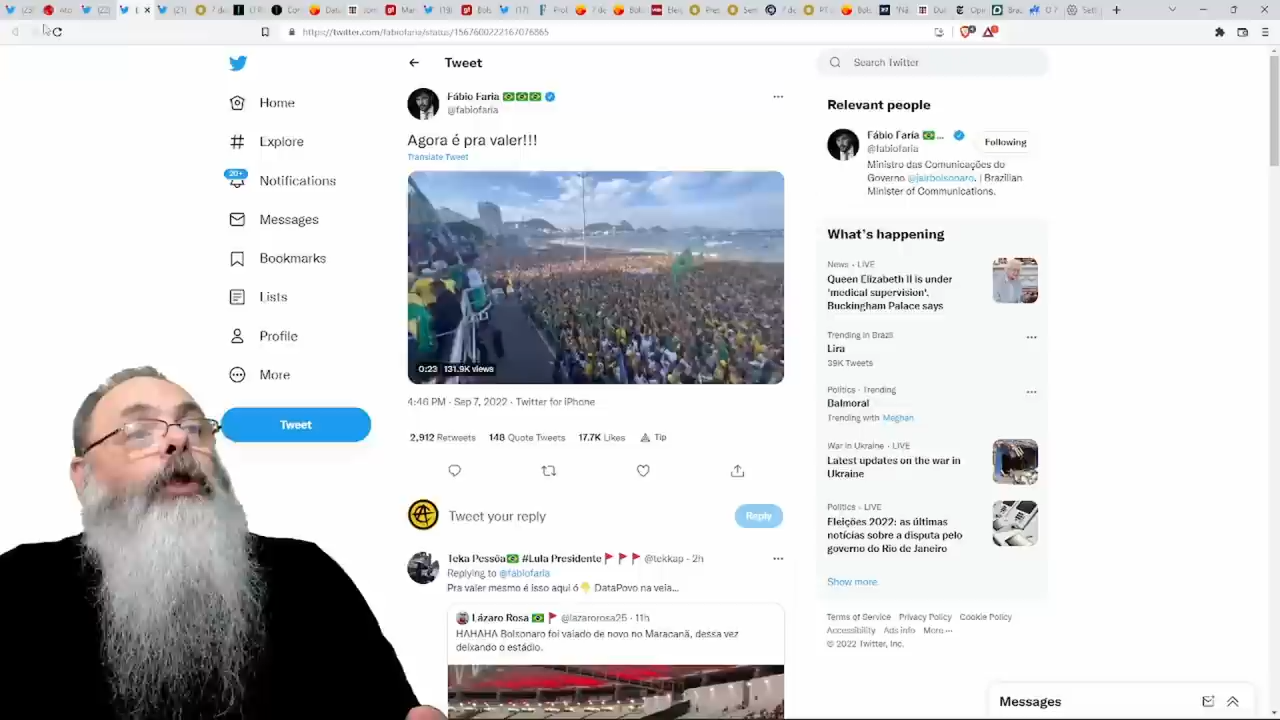 https://twitter.com/fabiofaria/status/1567600222167076865
Home
Explore
20+
Notifications
Messages
Bookmarks
Lists
Profile
More
Tweet
Tweet
Fábio Faria
@fabiofaria
Agora é pra valer!!!
Translate Tweet
0:23 131.9K views
4:46 PM · Sep 7, 2022 · Twitter for iPhone
2,912 Retweets 148 Quote Tweets 17.7K Likes Tip
Tweet your reply
Reply
Teka Pessôa #Lula Presidente @tekkap · 2h
Replying to @fabiofaria
Pra valer mesmo é isso aqui ó DataPovo na veia...
Lázaro Rosa @lazarorosa25 · 11h
HAHAHA Bolsonaro foi vaiado de novo no Maracanã, dessa vez
deixando o estádio.
Search Twitter
Relevant people
Fábio Faria ...
@fabiofaria
Following
Ministro das Comunicações do
Governo @jairbolsonaro. | Brazilian
Minister of Communications.
What's happening
News · LIVE
Queen Elizabeth II is under
'medical supervision',
Buckingham Palace says
Trending in Brazil
Lira
39K Tweets
Politics · Trending
Balmoral
Trending with Meghan
War in Ukraine · LIVE
Latest updates on the war in
Ukraine
Politics · LIVE
Eleições 2022: as últimas
notícias sobre a disputa pelo
governo do Rio de Janeiro
Show more
Terms of Service Privacy Policy Cookie Policy
Accessibility Ads info More ···
© 2022 Twitter, Inc.
Messages